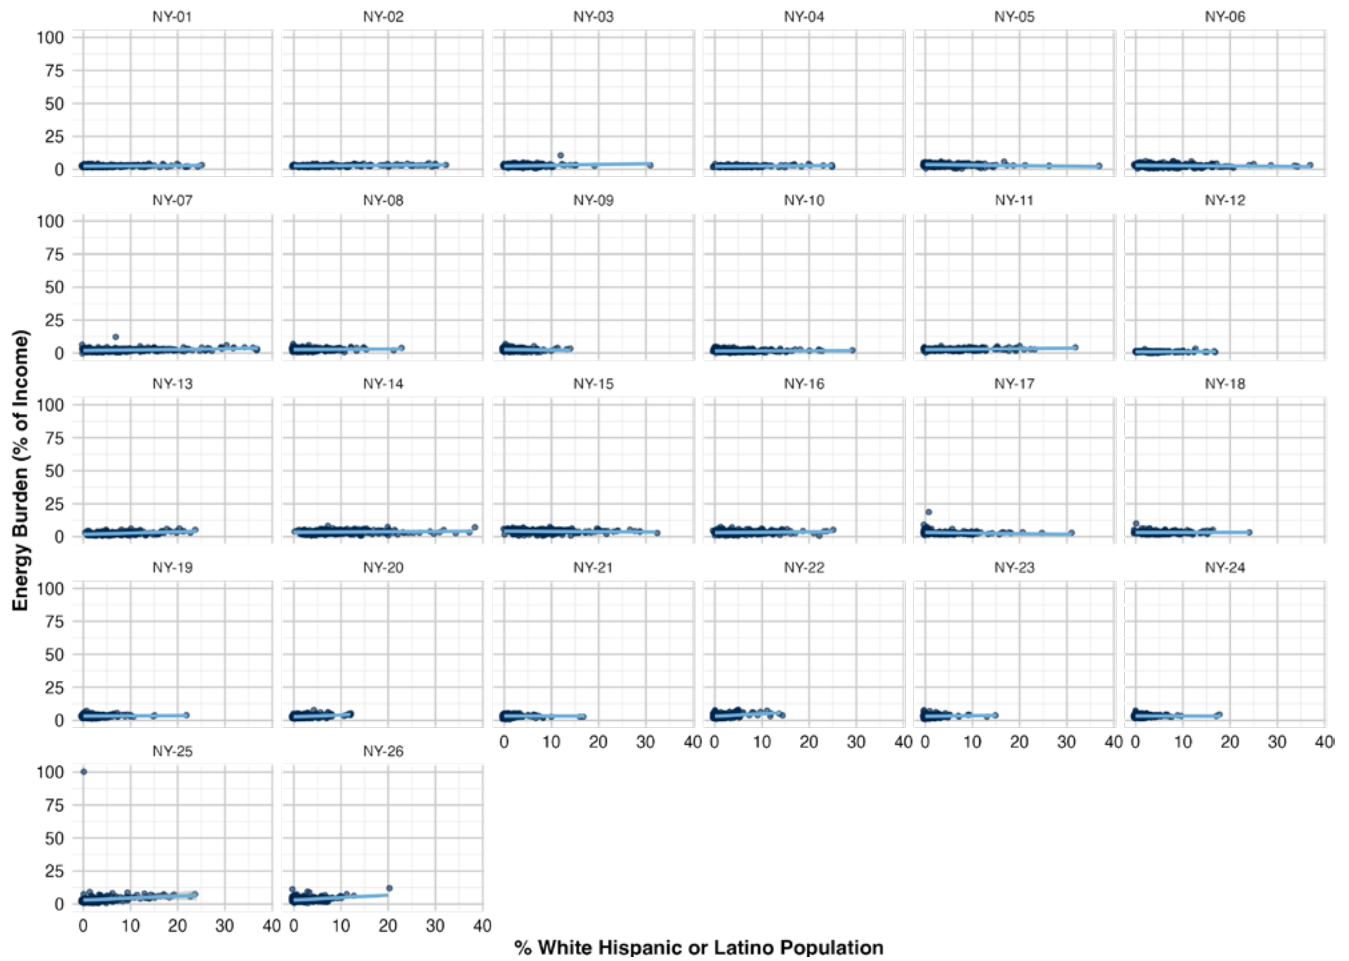 NY-01 NY-02 NY-03 NY-04 NY-05 NY-06
100
75
50
25
0
NY-07 NY-08 NY-09 NY-10 NY-11 NY-12
100
75
50
25
0
NY-13 NY-14 NY-15 NY-16 NY-17 NY-18
100
75
50
25
0
NY-19 NY-20 NY-21 NY-22 NY-23 NY-24
100
75
50
25
0
0 10 20 30 40 0 10 20 30 40 0 10 20 30 40 0 10 20 30 40
NY-25 NY-26
100
75
50
25
0
0 10 20 30 40 0 10 20 30 40
Energy Burden (% of Income)
% White Hispanic or Latino Population